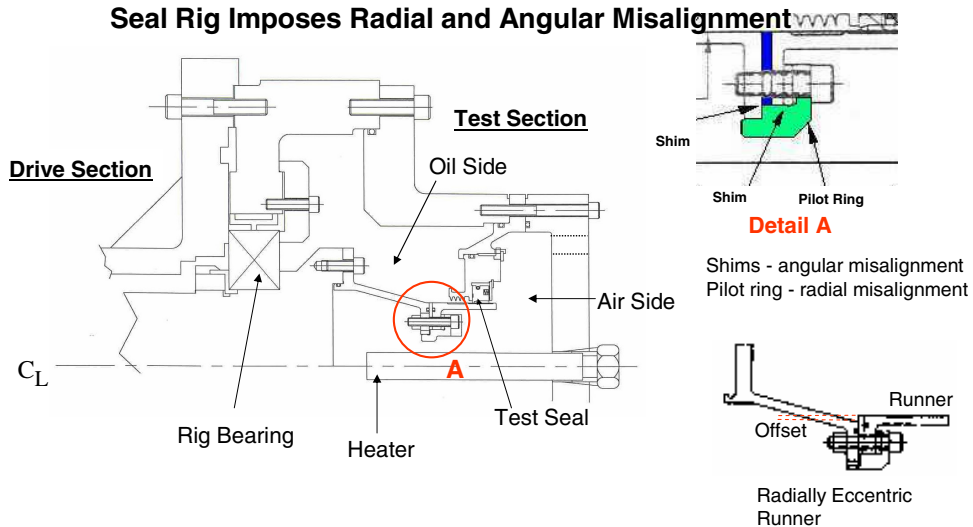 Seal Rig Imposes Radial and Angular Misalignment
Test Section
Drive Section
Oil Side
Air Side
A
C_L
Rig Bearing
Heater
Test Seal
Shim
Shim
Pilot Ring
Detail A
Shims - angular misalignment
Pilot ring - radial misalignment
Runner
Offset
Radially Eccentric
Runner